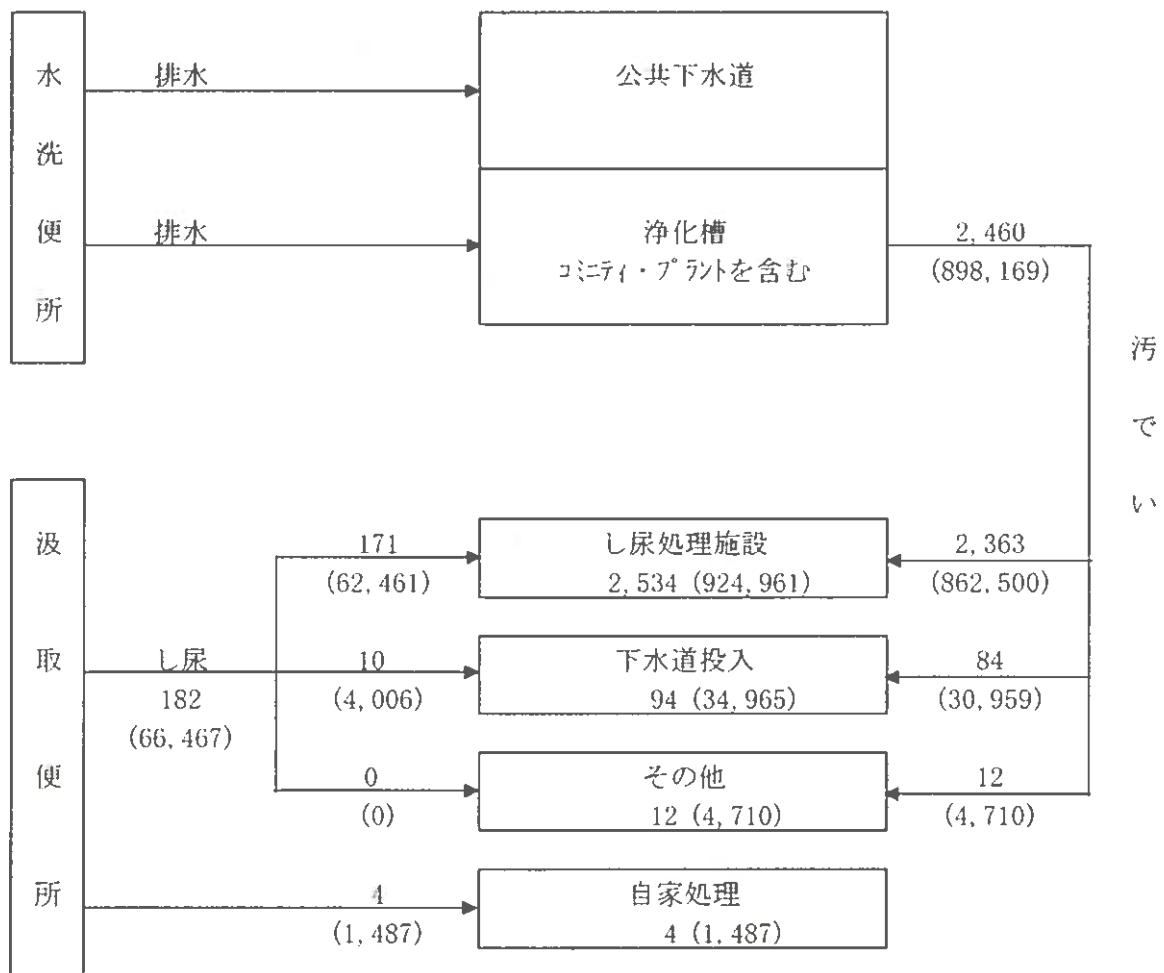 水洗便所
排水
公共下水道
排水
浄化槽
コミニティ・プラントを含む
2,460
(898,169)
汚でい
汲取便所
し尿
182
(66,467)
171
(62,461)
し尿処理施設
2,534 (924,961)
2,363
(862,500)
10
(4,006)
下水道投入
94 (34,965)
84
(30,959)
0
(0)
その他
12 (4,710)
12
(4,710)
4
(1,487)
自家処理
4 (1,487)